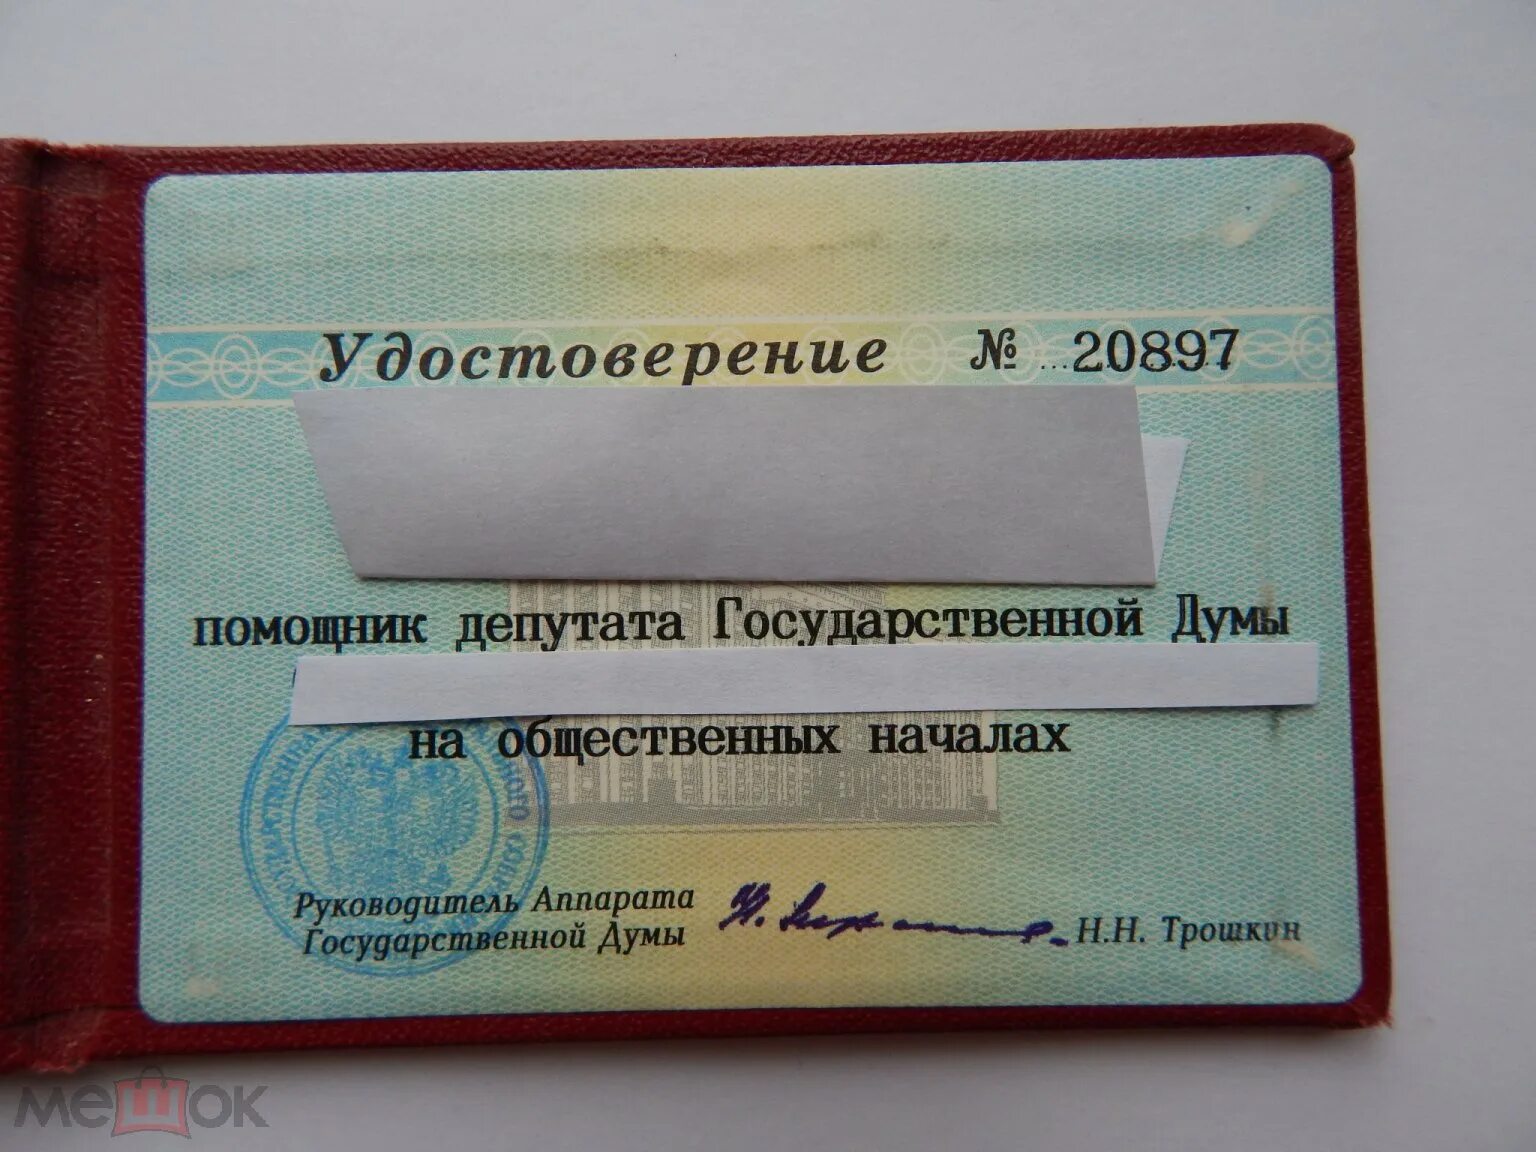 Удостоверение № ...20897
помощник депутата Государственной Думы
на общественных началах
Руководитель Аппарата
Государственной Думы
Н.Н. Трошкин
мешок